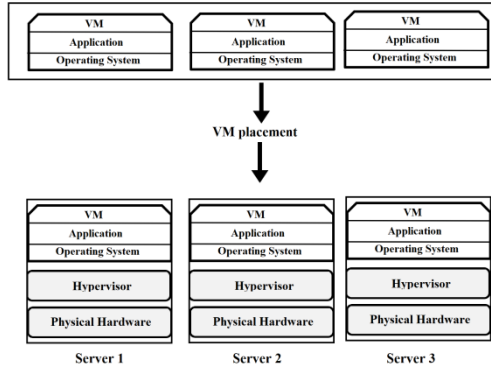 VM VM VM
Application Application Application
Operating System Operating System Operating System
VM placement
VM VM VM
Application Application Application
Operating System Operating System Operating System
Hypervisor Hypervisor Hypervisor
Physical Hardware Physical Hardware Physical Hardware
Server 1 Server 2 Server 3